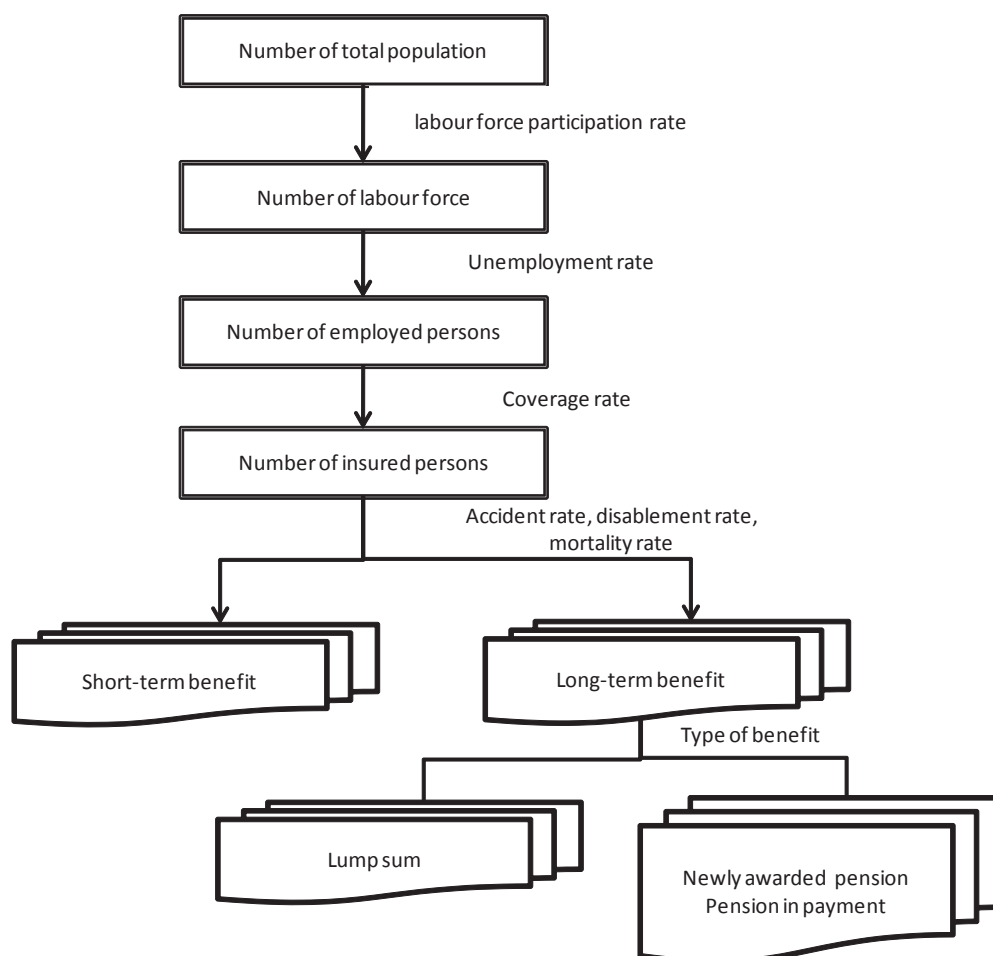 Number of total population
labour force participation rate
Number of labour force
Unemployment rate
Number of employed persons
Coverage rate
Number of insured persons
Accident rate, disablement rate,
mortality rate
Short-term benefit
Long-term benefit
Type of benefit
Lump sum
Newly awarded pension
Pension in payment